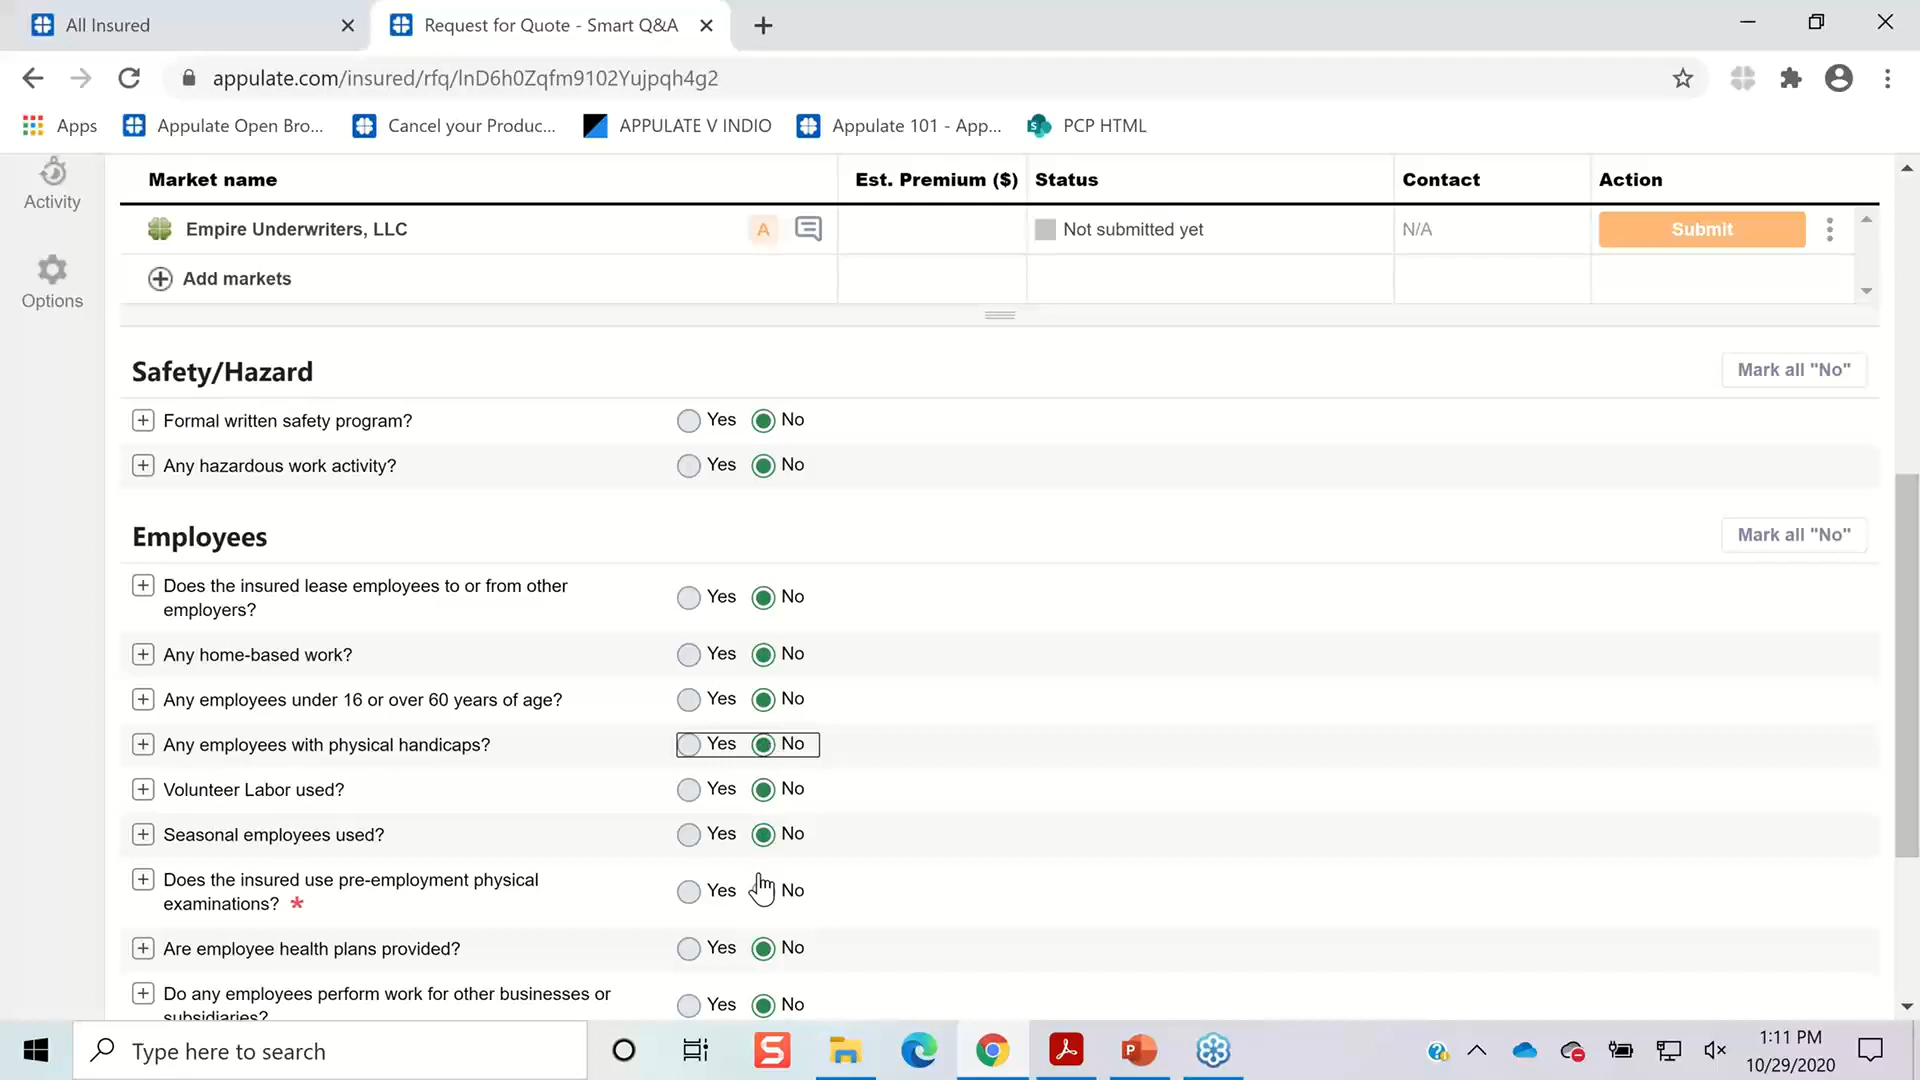 All Insured
Request for Quote - Smart Q&A
appulate.com/insured/rfq/lnD6h0Zqfm9102Yujpqh4g2
Apps
Appulate Open Bro...
Cancel your Produc...
APPULATE V INDIO
Appulate 101 - App...
PCP HTML
Activity
Options
Market name Est. Premium ($) Status Contact Action
Empire Underwriters, LLC A Not submitted yet N/A Submit
Add markets
Safety/Hazard Mark all "No"
Formal written safety program? Yes No
Any hazardous work activity? Yes No
Employees Mark all "No"
Does the insured lease employees to or from other
employers? Yes No
Any home-based work? Yes No
Any employees under 16 or over 60 years of age? Yes No
Any employees with physical handicaps? Yes No
Volunteer Labor used? Yes No
Seasonal employees used? Yes No
Does the insured use pre-employment physical
examinations? * Yes No
Are employee health plans provided? Yes No
Do any employees perform work for other businesses or
subsidiaries? Yes No
Type here to search
1:11 PM
10/29/2020